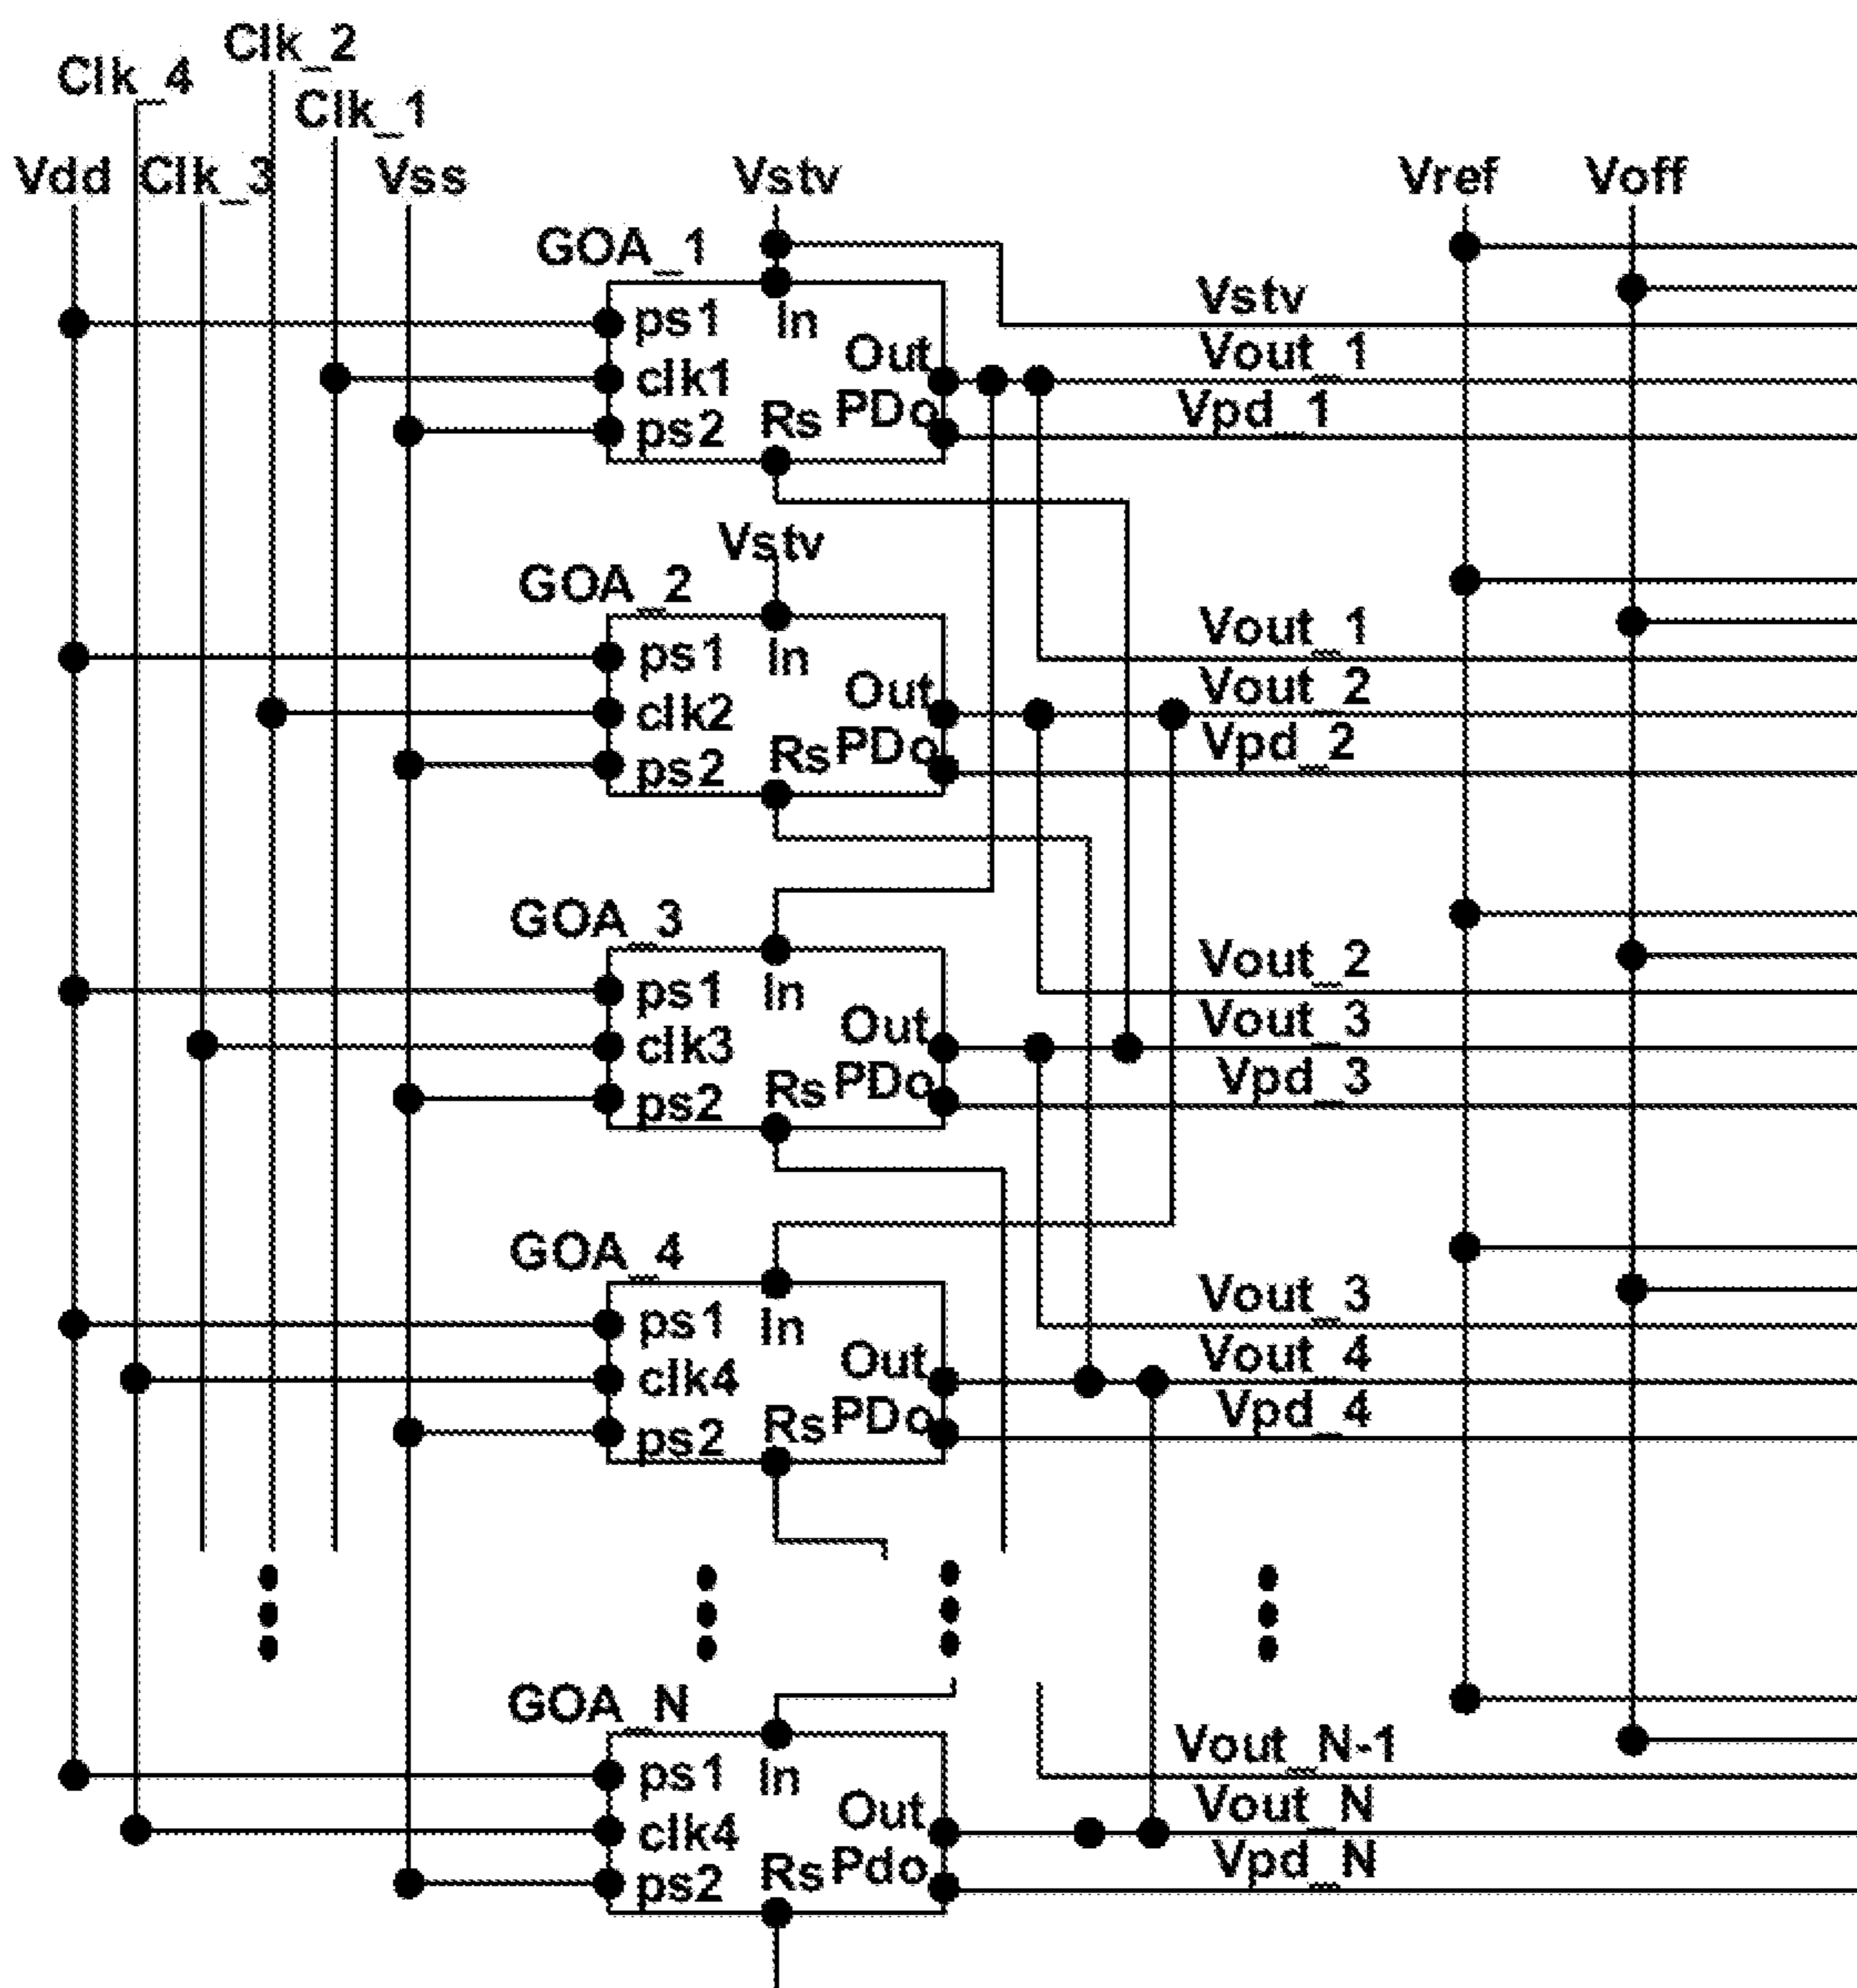 Clk_2
Clk_4
Clk_1
Vdd Clk_3 Vss Vstv Vref Voff
GOA_1
Vstv
ps1 In
Out Vout_1
clk1
Rs PDo Vpd_1
ps2
Vstv
GOA_2
Vout_1
ps1 In
Out Vout_2
clk2
Rs PDo Vpd_2
ps2
GOA_3
Vout_2
ps1 In
Out Vout_3
clk3
Rs PDo Vpd_3
ps2
GOA_4
Vout_3
ps1 In
Out Vout_4
clk4
Rs PDo Vpd_4
ps2
GOA_N
Vout_N-1
ps1 In
Out Vout_N
clk4
Rs Pdo Vpd_N
ps2